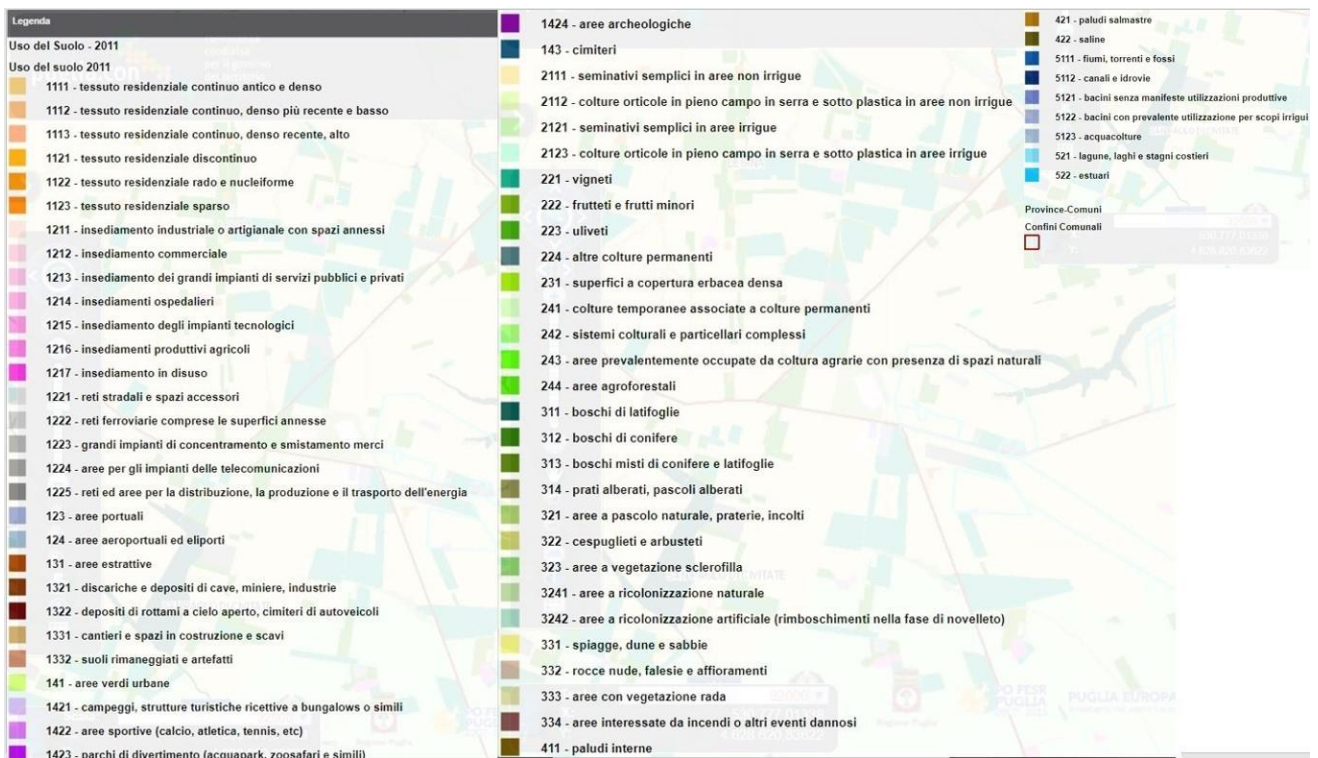 Legenda
Uso del Suolo - 2011
Uso del suolo 2011
1111 - tessuto residenziale continuo antico e denso
1112 - tessuto residenziale continuo, denso più recente e basso
1113 - tessuto residenziale continuo, denso recente, alto
1121 - tessuto residenziale discontinuo
1122 - tessuto residenziale rado e nucleiforme
1123 - tessuto residenziale sparso
1211 - insediamento industriale o artigianale con spazi annessi
1212 - insediamento commerciale
1213 - insediamento dei grandi impianti di servizi pubblici e privati
1214 - insediamenti ospedalieri
1215 - insediamento degli impianti tecnologici
1216 - insediamenti produttivi agricoli
1217 - insediamento in disuso
1221 - reti stradali e spazi accessori
1222 - reti ferroviarie comprese le superfici annesse
1223 - grandi impianti di concentramento e smistamento merci
1224 - aree per gli impianti delle telecomunicazioni
1225 - reti ed aree per la distribuzione, la produzione e il trasporto dell'energia
123 - aree portuali
124 - aree aeroportuali ed eliporti
131 - aree estrattive
1321 - discariche e depositi di cave, miniere, industrie
1322 - depositi di rottami a cielo aperto, cimiteri di autoveicoli
1331 - cantieri e spazi in costruzione e scavi
1332 - suoli rimaneggiati e artefatti
141 - aree verdi urbane
1421 - campeggi, strutture turistiche ricettive a bungalows o simili
1422 - aree sportive (calcio, atletica, tennis, etc)
1423 - parchi di divertimento (acquapark, zoosafari e simili)
1424 - aree archeologiche
143 - cimiteri
2111 - seminativi semplici in aree non irrigue
2112 - colture orticole in pieno campo in serra e sotto plastica in aree non irrigue
2121 - seminativi semplici in aree irrigue
2123 - colture orticole in pieno campo in serra e sotto plastica in aree irrigue
221 - vigneti
222 - frutteti e frutti minori
223 - uliveti
224 - altre colture permanenti
231 - superfici a copertura erbacea densa
241 - colture temporanee associate a colture permanenti
242 - sistemi colturali e particellari complessi
243 - aree prevalentemente occupate da coltura agrarie con presenza di spazi naturali
244 - aree agroforestali
311 - boschi di latifoglie
312 - boschi di conifere
313 - boschi misti di conifere e latifoglie
314 - prati alberati, pascoli alberati
321 - aree a pascolo naturale, praterie, incolti
322 - cespuglieti e arbusteti
323 - aree a vegetazione sclerofilla
3241 - aree a ricolonizzazione naturale
3242 - aree a ricolonizzazione artificiale (rimboschimenti nella fase di novelleto)
331 - spiagge, dune e sabbie
332 - rocce nude, falesie e affioramenti
333 - aree con vegetazione rada
334 - aree interessate da incendi o altri eventi dannosi
411 - paludi interne
421 - paludi salmastre
422 - saline
5111 - fiumi, torrenti e fossi
5112 - canali e idrovie
5121 - bacini senza manifeste utilizzazioni produttive
5122 - bacini con prevalente utilizzazione per scopi irrigui
5123 - acquacolture
521 - lagune, laghi e stagni costieri
522 - estuari
Province-Comuni
Confini Comunali